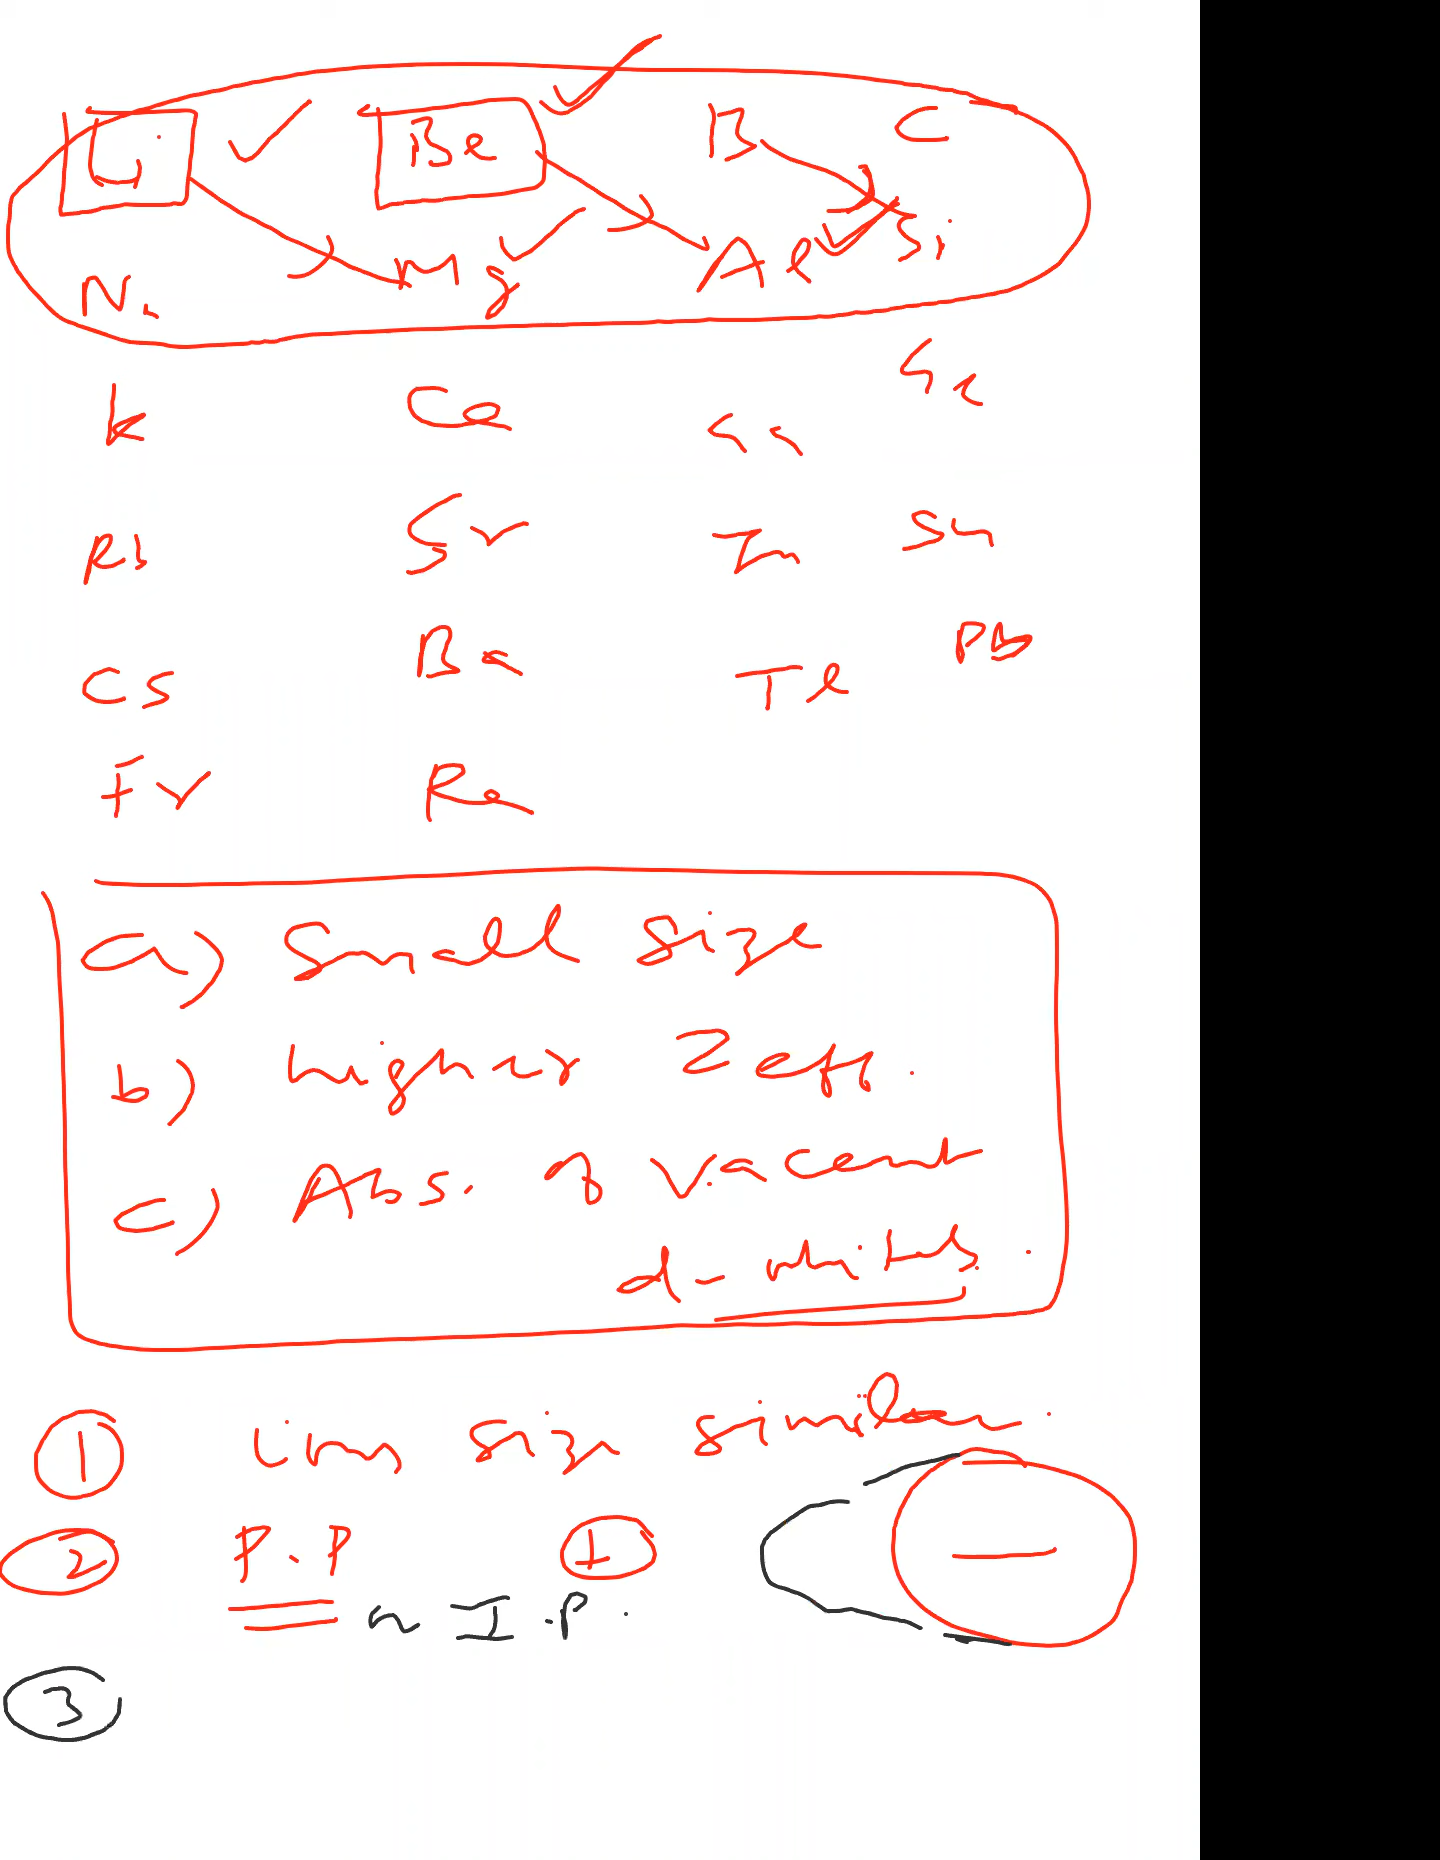 Li Be B C
Na Mg Al Si
K Ca Ga Ge
Rb Sr In Sn
Cs Ba Tl Pb
Fr Ra
a) Small size
b) higher Zeff.
c) Abs. of vacant
d-orbitals.
1 ions size similar.
2 P.P + −
~ I.P.
3